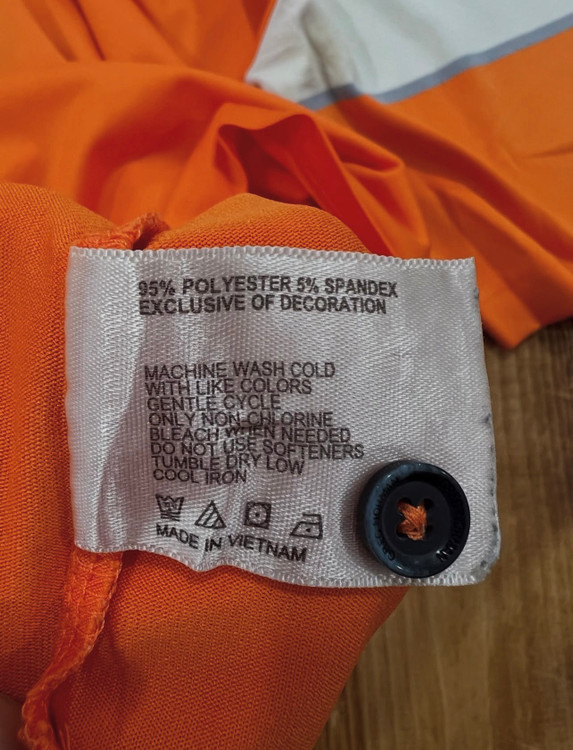 95% POLYESTER 5% SPANDEX
EXCLUSIVE OF DECORATION
MACHINE WASH COLD
WITH LIKE COLORS
GENTLE CYCLE
ONLY NON-CHLORINE
BLEACH WHEN NEEDED
DO NOT USE SOFTENERS
TUMBLE DRY LOW
COOL IRON
MADE IN VIETNAM